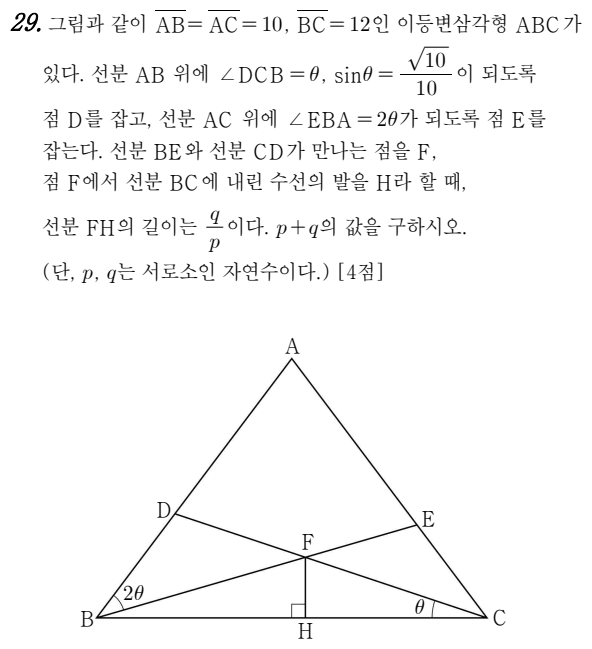 29. 그림과 같이 AB=AC=10, BC=12인 이등변삼각형 ABC가
있다. 선분 AB 위에 ∠DCB=θ, sinθ=√10/10 이 되도록
점 D를 잡고, 선분 AC 위에 ∠EBA=2θ가 되도록 점 E를
잡는다. 선분 BE와 선분 CD가 만나는 점을 F,
점 F에서 선분 BC에 내린 수선의 발을 H라 할 때,
선분 FH의 길이는 q/p 이다. p+q의 값을 구하시오.
(단, p, q는 서로소인 자연수이다.) [4점]
A
D
E
F
2θ
θ
B
H
C